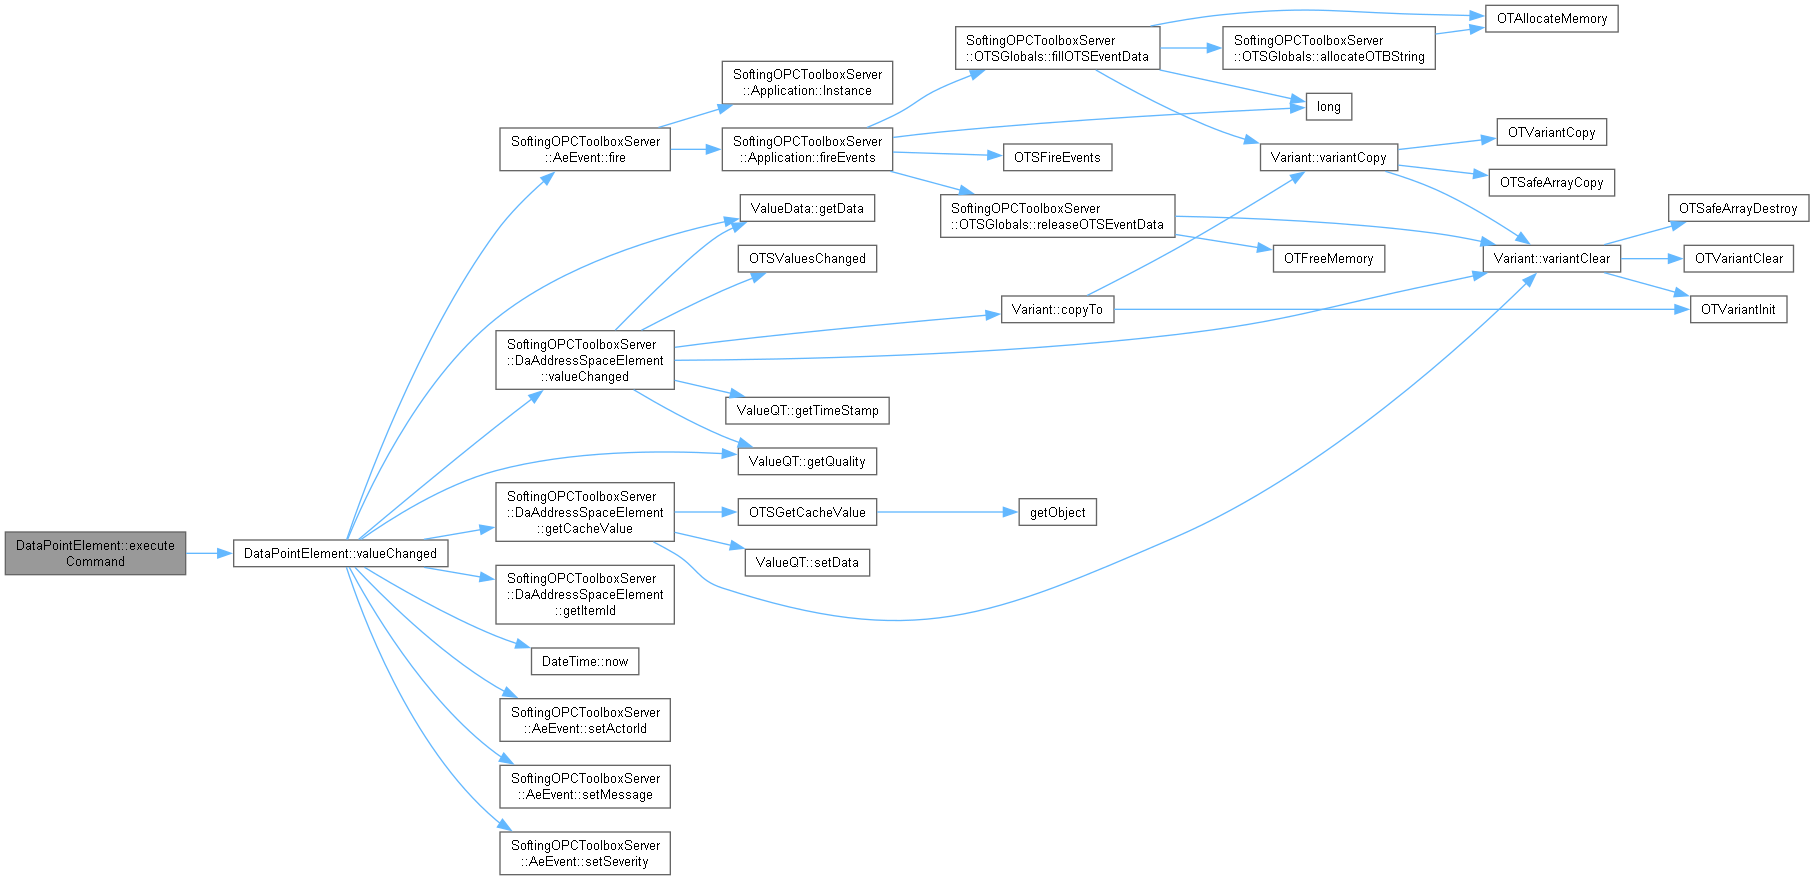 DataPointElement::execute
Command
DataPointElement::valueChanged
SoftingOPCToolboxServer
::AeEvent::fire
SoftingOPCToolboxServer
::Application::Instance
SoftingOPCToolboxServer
::Application::fireEvents
SoftingOPCToolboxServer
::OTSGlobals::fillOTSEventData
SoftingOPCToolboxServer
::OTSGlobals::allocateOTBString
OTAllocateMemory
long
Variant::variantCopy
OTVariantCopy
OTSafeArrayCopy
OTSFireEvents
SoftingOPCToolboxServer
::OTSGlobals::releaseOTSEventData
OTFreeMemory
Variant::variantClear
OTSafeArrayDestroy
OTVariantClear
OTVariantInit
ValueData::getData
OTSValuesChanged
SoftingOPCToolboxServer
::DaAddressSpaceElement
::valueChanged
Variant::copyTo
ValueQT::getTimeStamp
ValueQT::getQuality
SoftingOPCToolboxServer
::DaAddressSpaceElement
::getCacheValue
OTSGetCacheValue
getObject
ValueQT::setData
SoftingOPCToolboxServer
::DaAddressSpaceElement
::getItemId
DateTime::now
SoftingOPCToolboxServer
::AeEvent::setActorId
SoftingOPCToolboxServer
::AeEvent::setMessage
SoftingOPCToolboxServer
::AeEvent::setSeverity